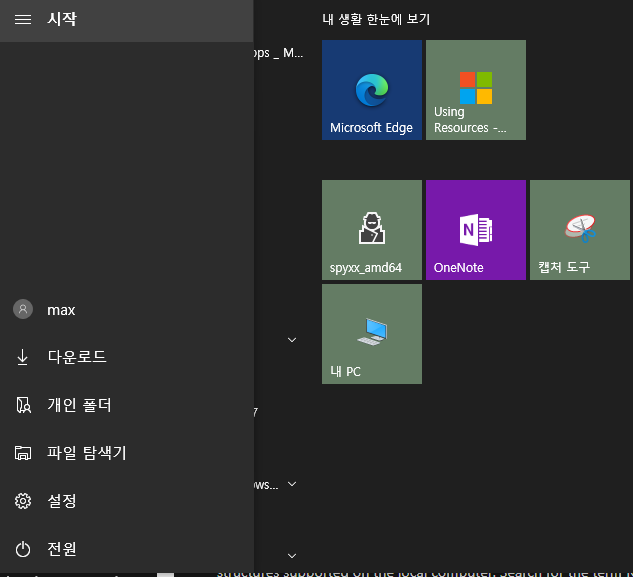 시작
max
다운로드
개인 폴더
파일 탐색기
설정
전원
ops _ M...
7
ows...
내 생활 한눈에 보기
Microsoft Edge
Using
Resources -...
spyxx_amd64
OneNote
캡처 도구
내 PC
structures supported on the local computer. Search for the term